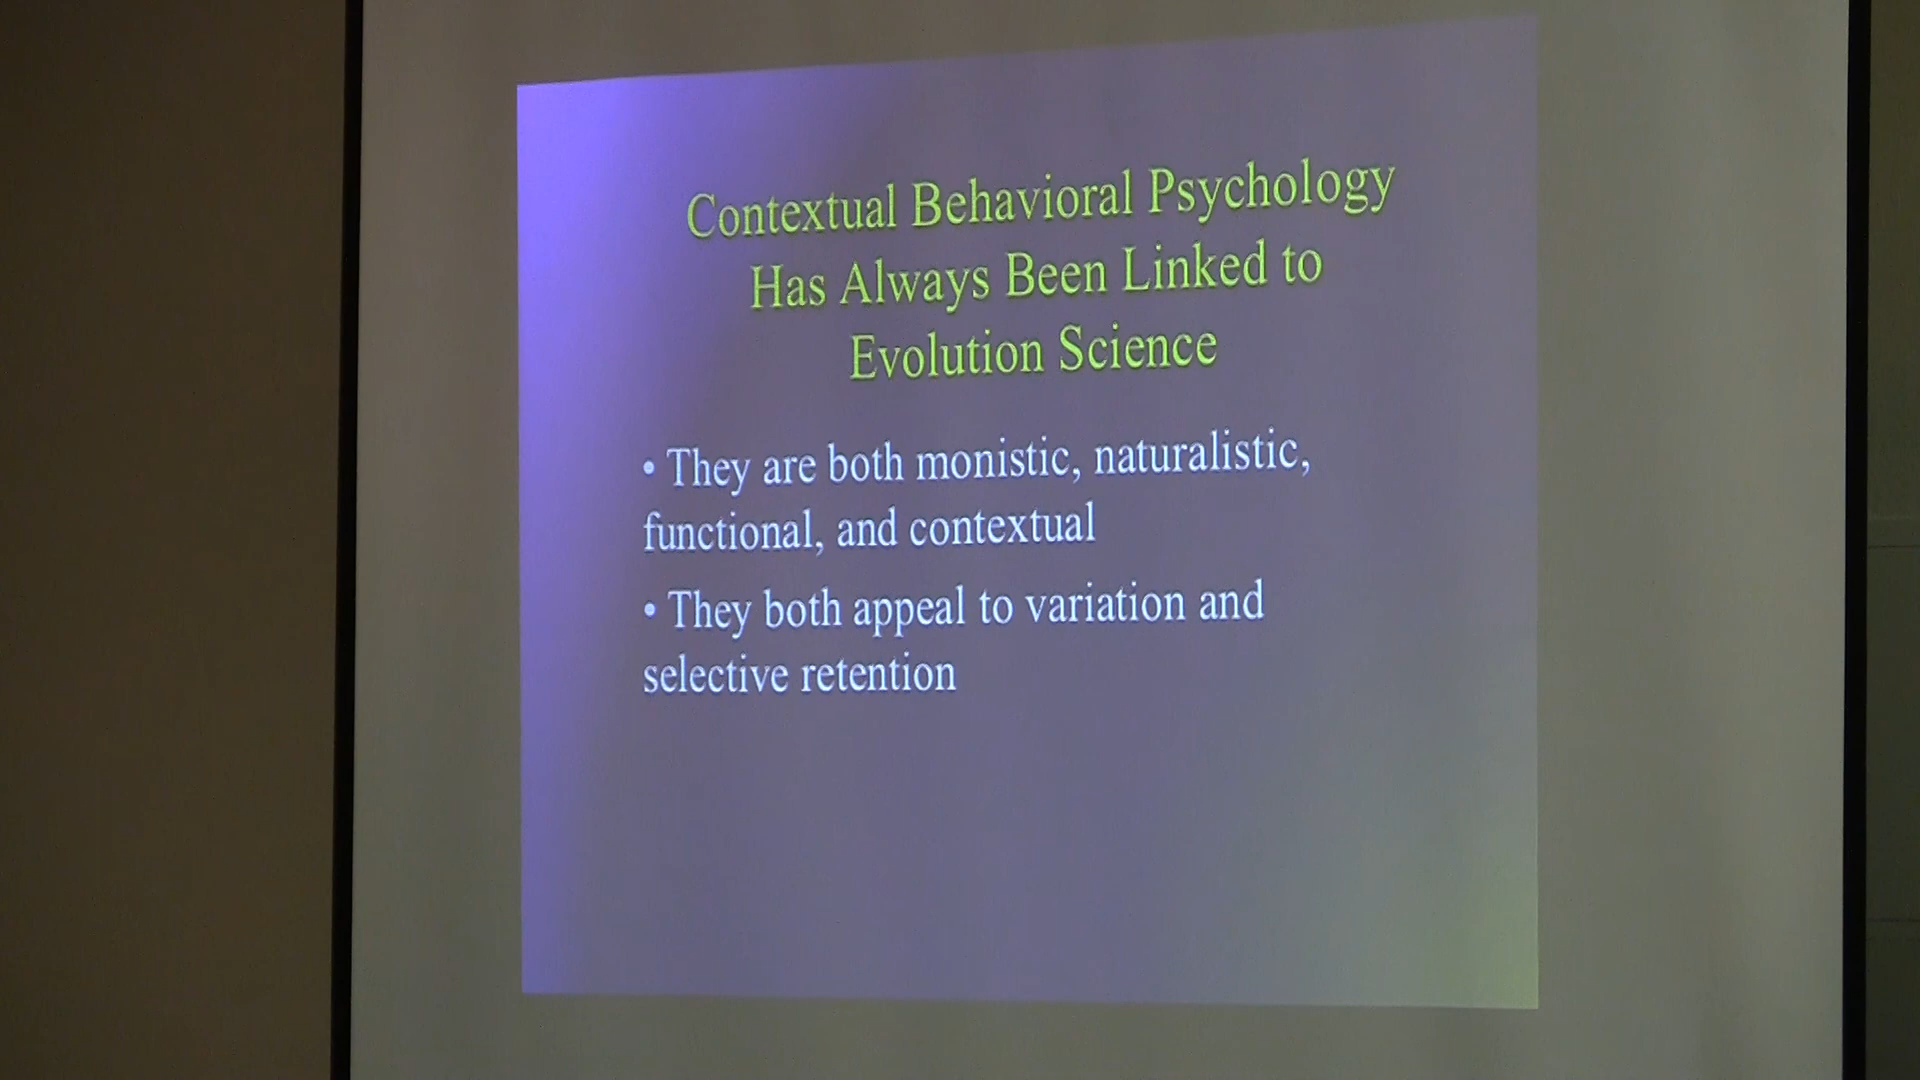 Contextual Behavioral Psychology
Has Always Been Linked to
Evolution Science
• They are both monistic, naturalistic,
functional, and contextual
• They both appeal to variation and
selective retention